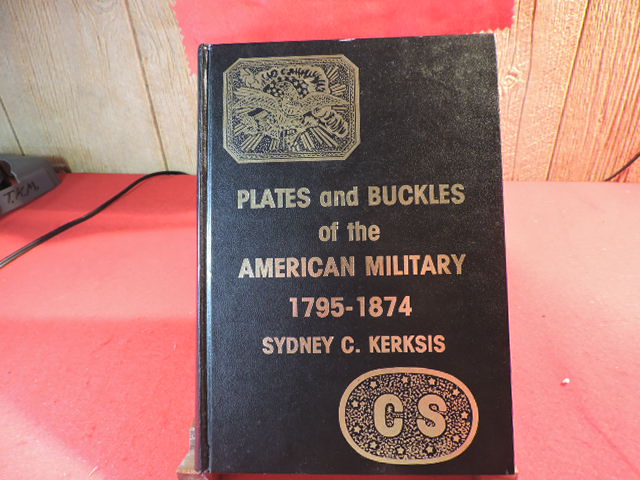 PLATES and BUCKLES
of the
AMERICAN MILITARY
1795-1874
SYDNEY C. KERKSIS
CS
T.K.M.